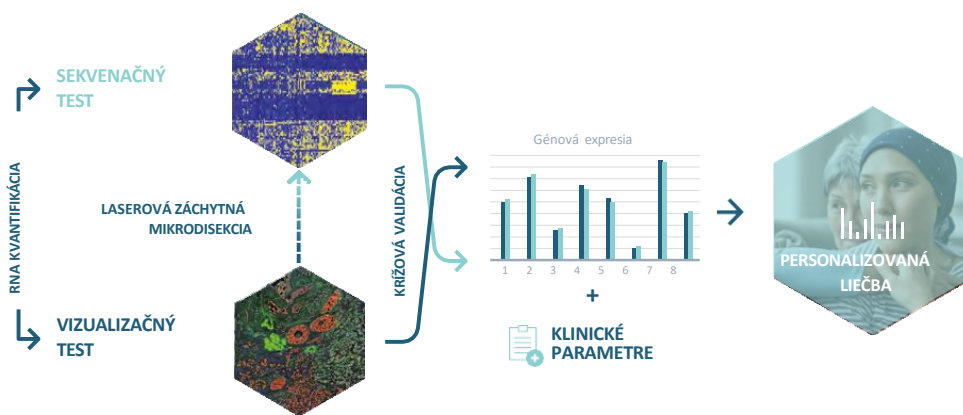 RNA KVANTIFIKÁCIA
SEKVENAČNÝ
TEST
LASEROVÁ ZÁCHYTNÁ
MIKRODISEKCIA
VIZUALIZAČNÝ
TEST
KRÍŽOVÁ VALIDÁCIA
Génová expresia
1 2 3 4 5 6 7 8
+
KLINICKÉ
PARAMETRE
PERSONALIZOVANÁ
LIEČBA